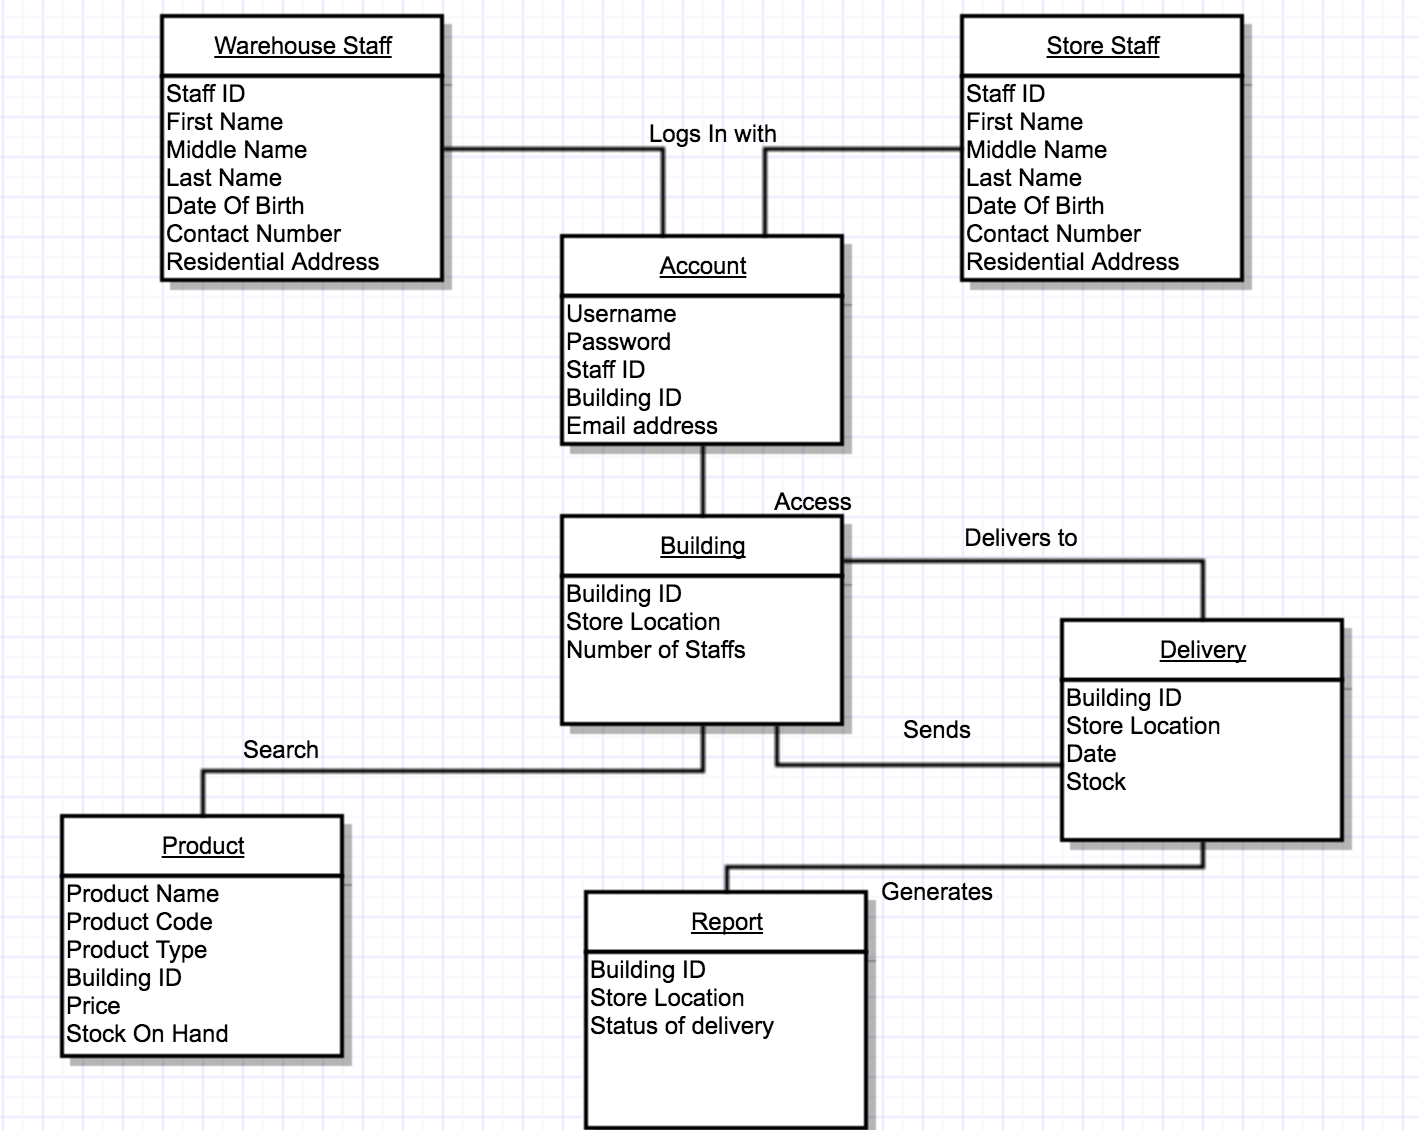 Warehouse Staff
Staff ID
First Name
Middle Name
Last Name
Date Of Birth
Contact Number
Residential Address
Store Staff
Staff ID
First Name
Middle Name
Last Name
Date Of Birth
Contact Number
Residential Address
Logs In with
Account
Username
Password
Staff ID
Building ID
Email address
Access
Building
Building ID
Store Location
Number of Staffs
Delivers to
Delivery
Building ID
Store Location
Date
Stock
Sends
Search
Product
Product Name
Product Code
Product Type
Building ID
Price
Stock On Hand
Generates
Report
Building ID
Store Location
Status of delivery